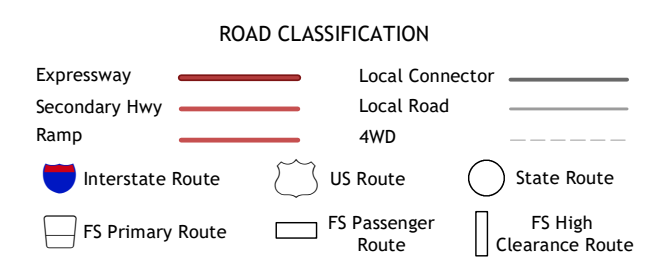 ROAD CLASSIFICATION
Expressway
Local Connector
Secondary Hwy
Local Road
Ramp
4WD
Interstate Route
US Route
State Route
FS Primary Route
FS Passenger
Route
FS High
Clearance Route